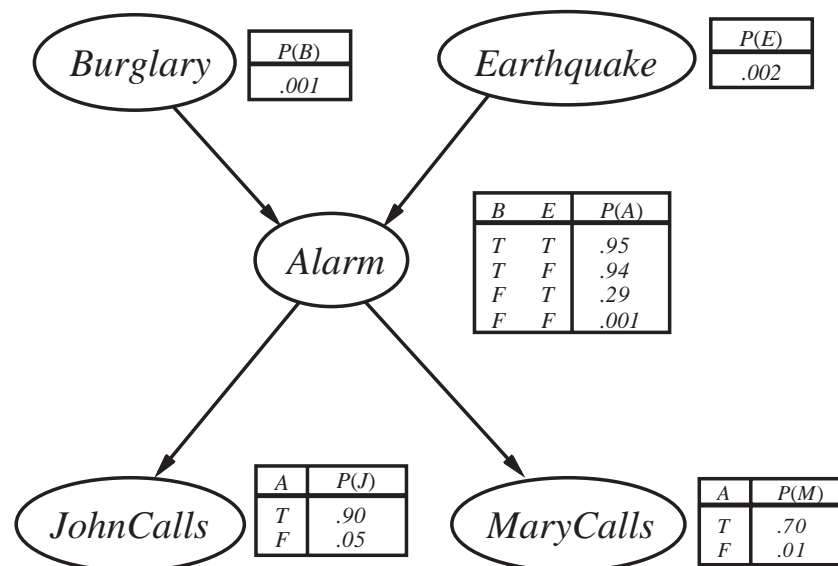 Burglary
P(B)
.001
Earthquake
P(E)
.002
Alarm
B E P(A)
T T .95
T F .94
F T .29
F F .001
JohnCalls
A P(J)
T .90
F .05
MaryCalls
A P(M)
T .70
F .01